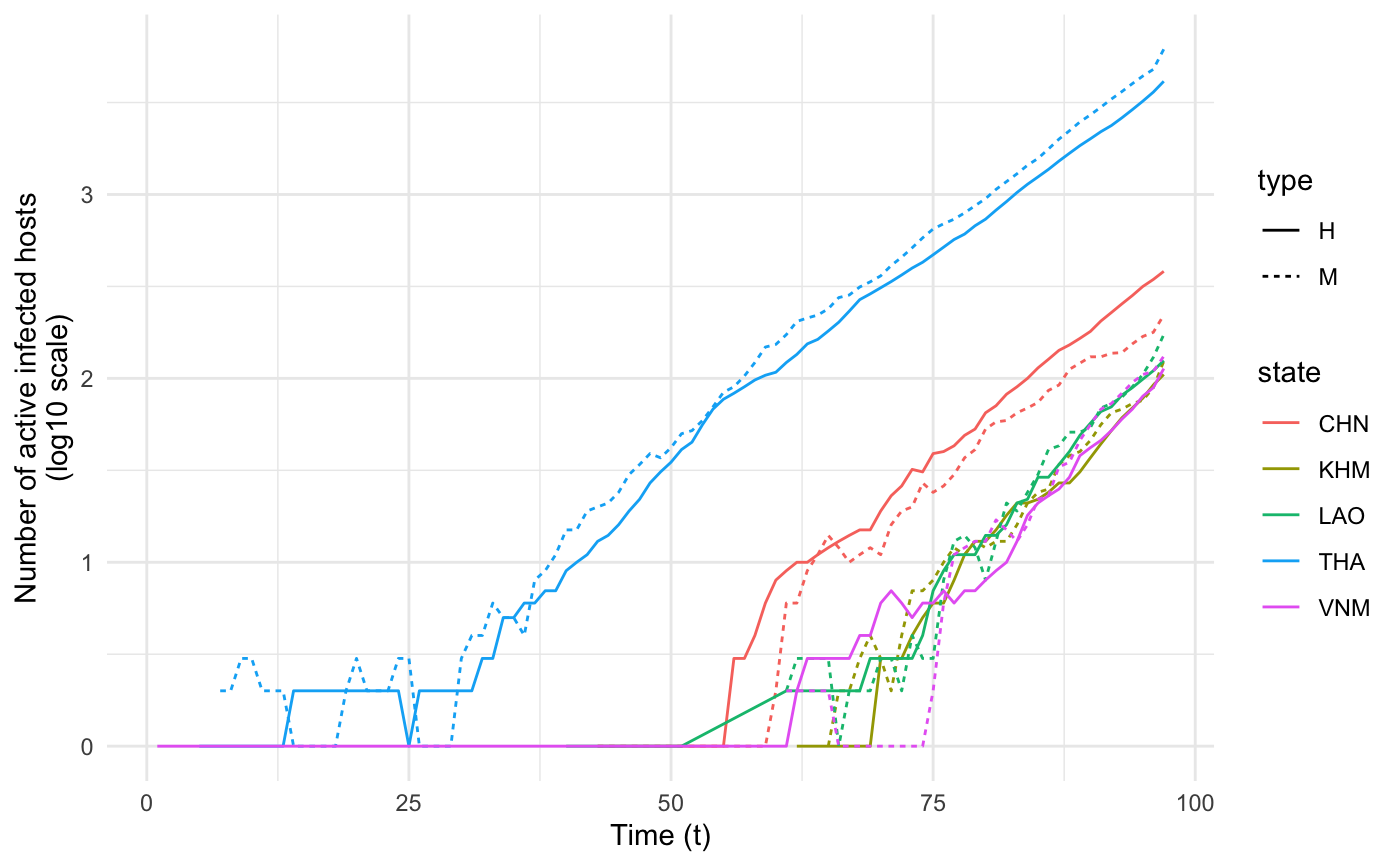 Number of active infected hosts
(log10 scale)
3
2
1
0
0
25
50
75
100
Time (t)
type
H
M
state
CHN
KHM
LAO
THA
VNM